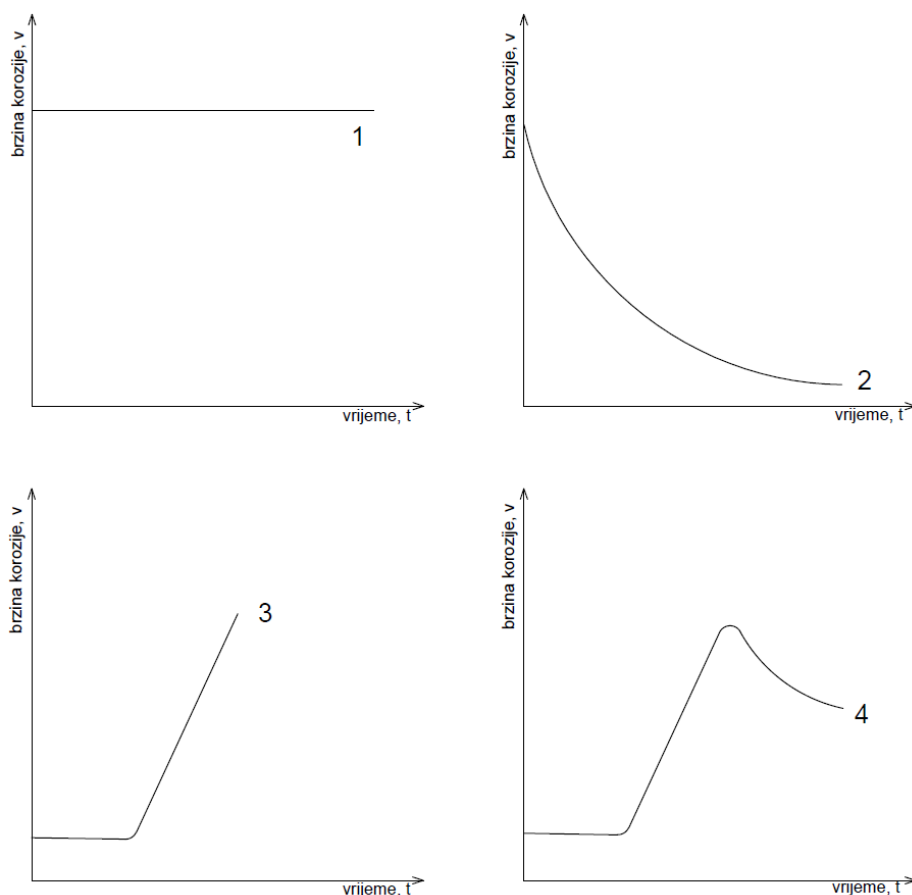 brzina korozije, v
1
vrijeme, t
brzina korozije, v
2
vrijeme, t
brzina korozije, v
3
vrijeme, t
brzina korozije, v
4
vrijeme, t